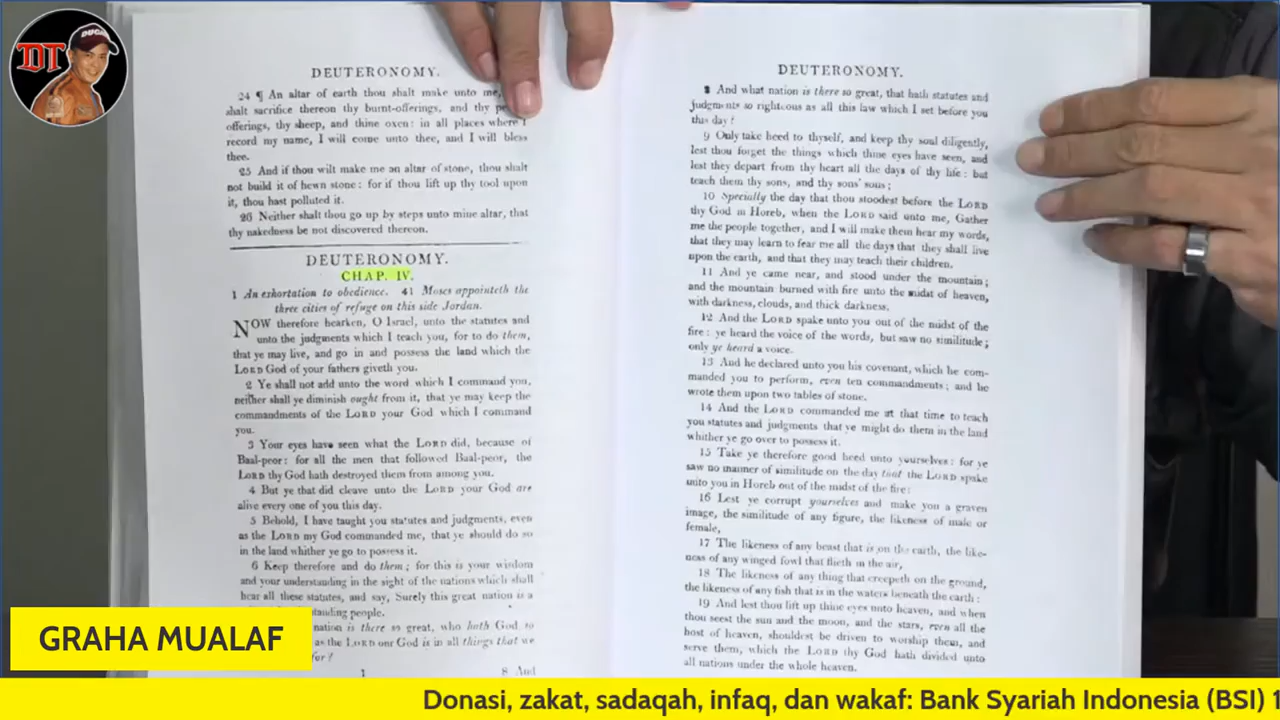 DT
DUCATI
DEUTERONOMY.
24 ¶ An altar of earth thou shalt make unto me,
shalt sacrifice thereon thy burnt-offerings, and thy
offerings, thy sheep, and thine oxen: in all places where I
record my name, I will come unto thee, and I will bless
thee.
25 And if thou wilt make me an altar of stone, thou shalt
not build it of hewn stone: for if thou lift up thy tool upon
it, thou hast polluted it.
26 Neither shalt thou go up by steps unto mine altar, that
thy nakedness be not discovered thereon.
DEUTERONOMY.
CHAP. IV.
1 An exhortation to obedience. 41 Moses appointeth the
three cities of refuge on this side Jordan.
NOW therefore hearken, O Israel, unto the statutes and
unto the judgments which I teach you, for to do them,
that ye may live, and go in and possess the land which the
LORD God of your fathers giveth you.
2 Ye shall not add unto the word which I command you,
neither shall ye diminish ought from it, that ye may keep the
commandments of the LORD your God which I command
you.
3 Your eyes have seen what the LORD did, because of
Baal-peor: for all the men that followed Baal-peor, the
LORD thy God hath destroyed them from among you.
4 But ye that did cleave unto the LORD your God are
alive every one of you this day.
5 Behold, I have taught you statutes and judgments, even
as the LORD my God commanded me, that ye should do so
in the land whither ye go to possess it.
6 Keep therefore and do them; for this is your wisdom
and your understanding in the sight of the nations which shall
hear all these statutes, and say, Surely this great nation is a
tanding people.
nation is there so great, who hath God so
as the LORD our God is in all things that we
for?
1
8 And
DEUTERONOMY.
8 And what nation is there so great, that hath statutes and
judgments so righteous as all this law which I set before you
this day?
9 Only take heed to thyself, and keep thy soul diligently,
lest thou forget the things which thine eyes have seen, and
lest they depart from thy heart all the days of thy life: but
teach them thy sons, and thy sons' sons;
10 Specially the day that thou stoodest before the LORD
thy God in Horeb, when the LORD said unto me, Gather
me the people together, and I will make them hear my words,
that they may learn to fear me all the days that they shall live
upon the earth, and that they may teach their children.
11 And ye came near, and stood under the mountain;
and the mountain burned with fire unto the midst of heaven,
with darkness, clouds, and thick darkness.
12 And the LORD spake unto you out of the midst of the
fire: ye heard the voice of the words, but saw no similitude;
only ye heard a voice.
13 And he declared unto you his covenant, which he com-
manded you to perform, even ten commandments; and he
wrote them upon two tables of stone.
14 And the LORD commanded me at that time to teach
you statutes and judgments that ye might do them in the land
whither ye go over to possess it.
15 Take ye therefore good heed unto yourselves: for ye
saw no manner of similitude on the day that the LORD spake
unto you in Horeb out of the midst of the fire:
16 Lest ye corrupt yourselves and make you a graven
image, the similitude of any figure, the likeness of male or
female,
17 The likeness of any beast that is on the earth, the like-
ness of any winged fowl that flieth in the air,
18 The likeness of any thing that creepeth on the ground,
the likeness of any fish that is in the waters beneath the earth:
19 And lest thou lift up thine eyes unto heaven, and when
thou seest the sun and the moon, and the stars, even all the
host of heaven, shouldest be driven to worship them, and
serve them, which the LORD thy God hath divided unto
all nations under the whole heaven.
GRAHA MUALAF
Donasi, zakat, sadaqah, infaq, dan wakaf: Bank Syariah Indonesia (BSI) 1